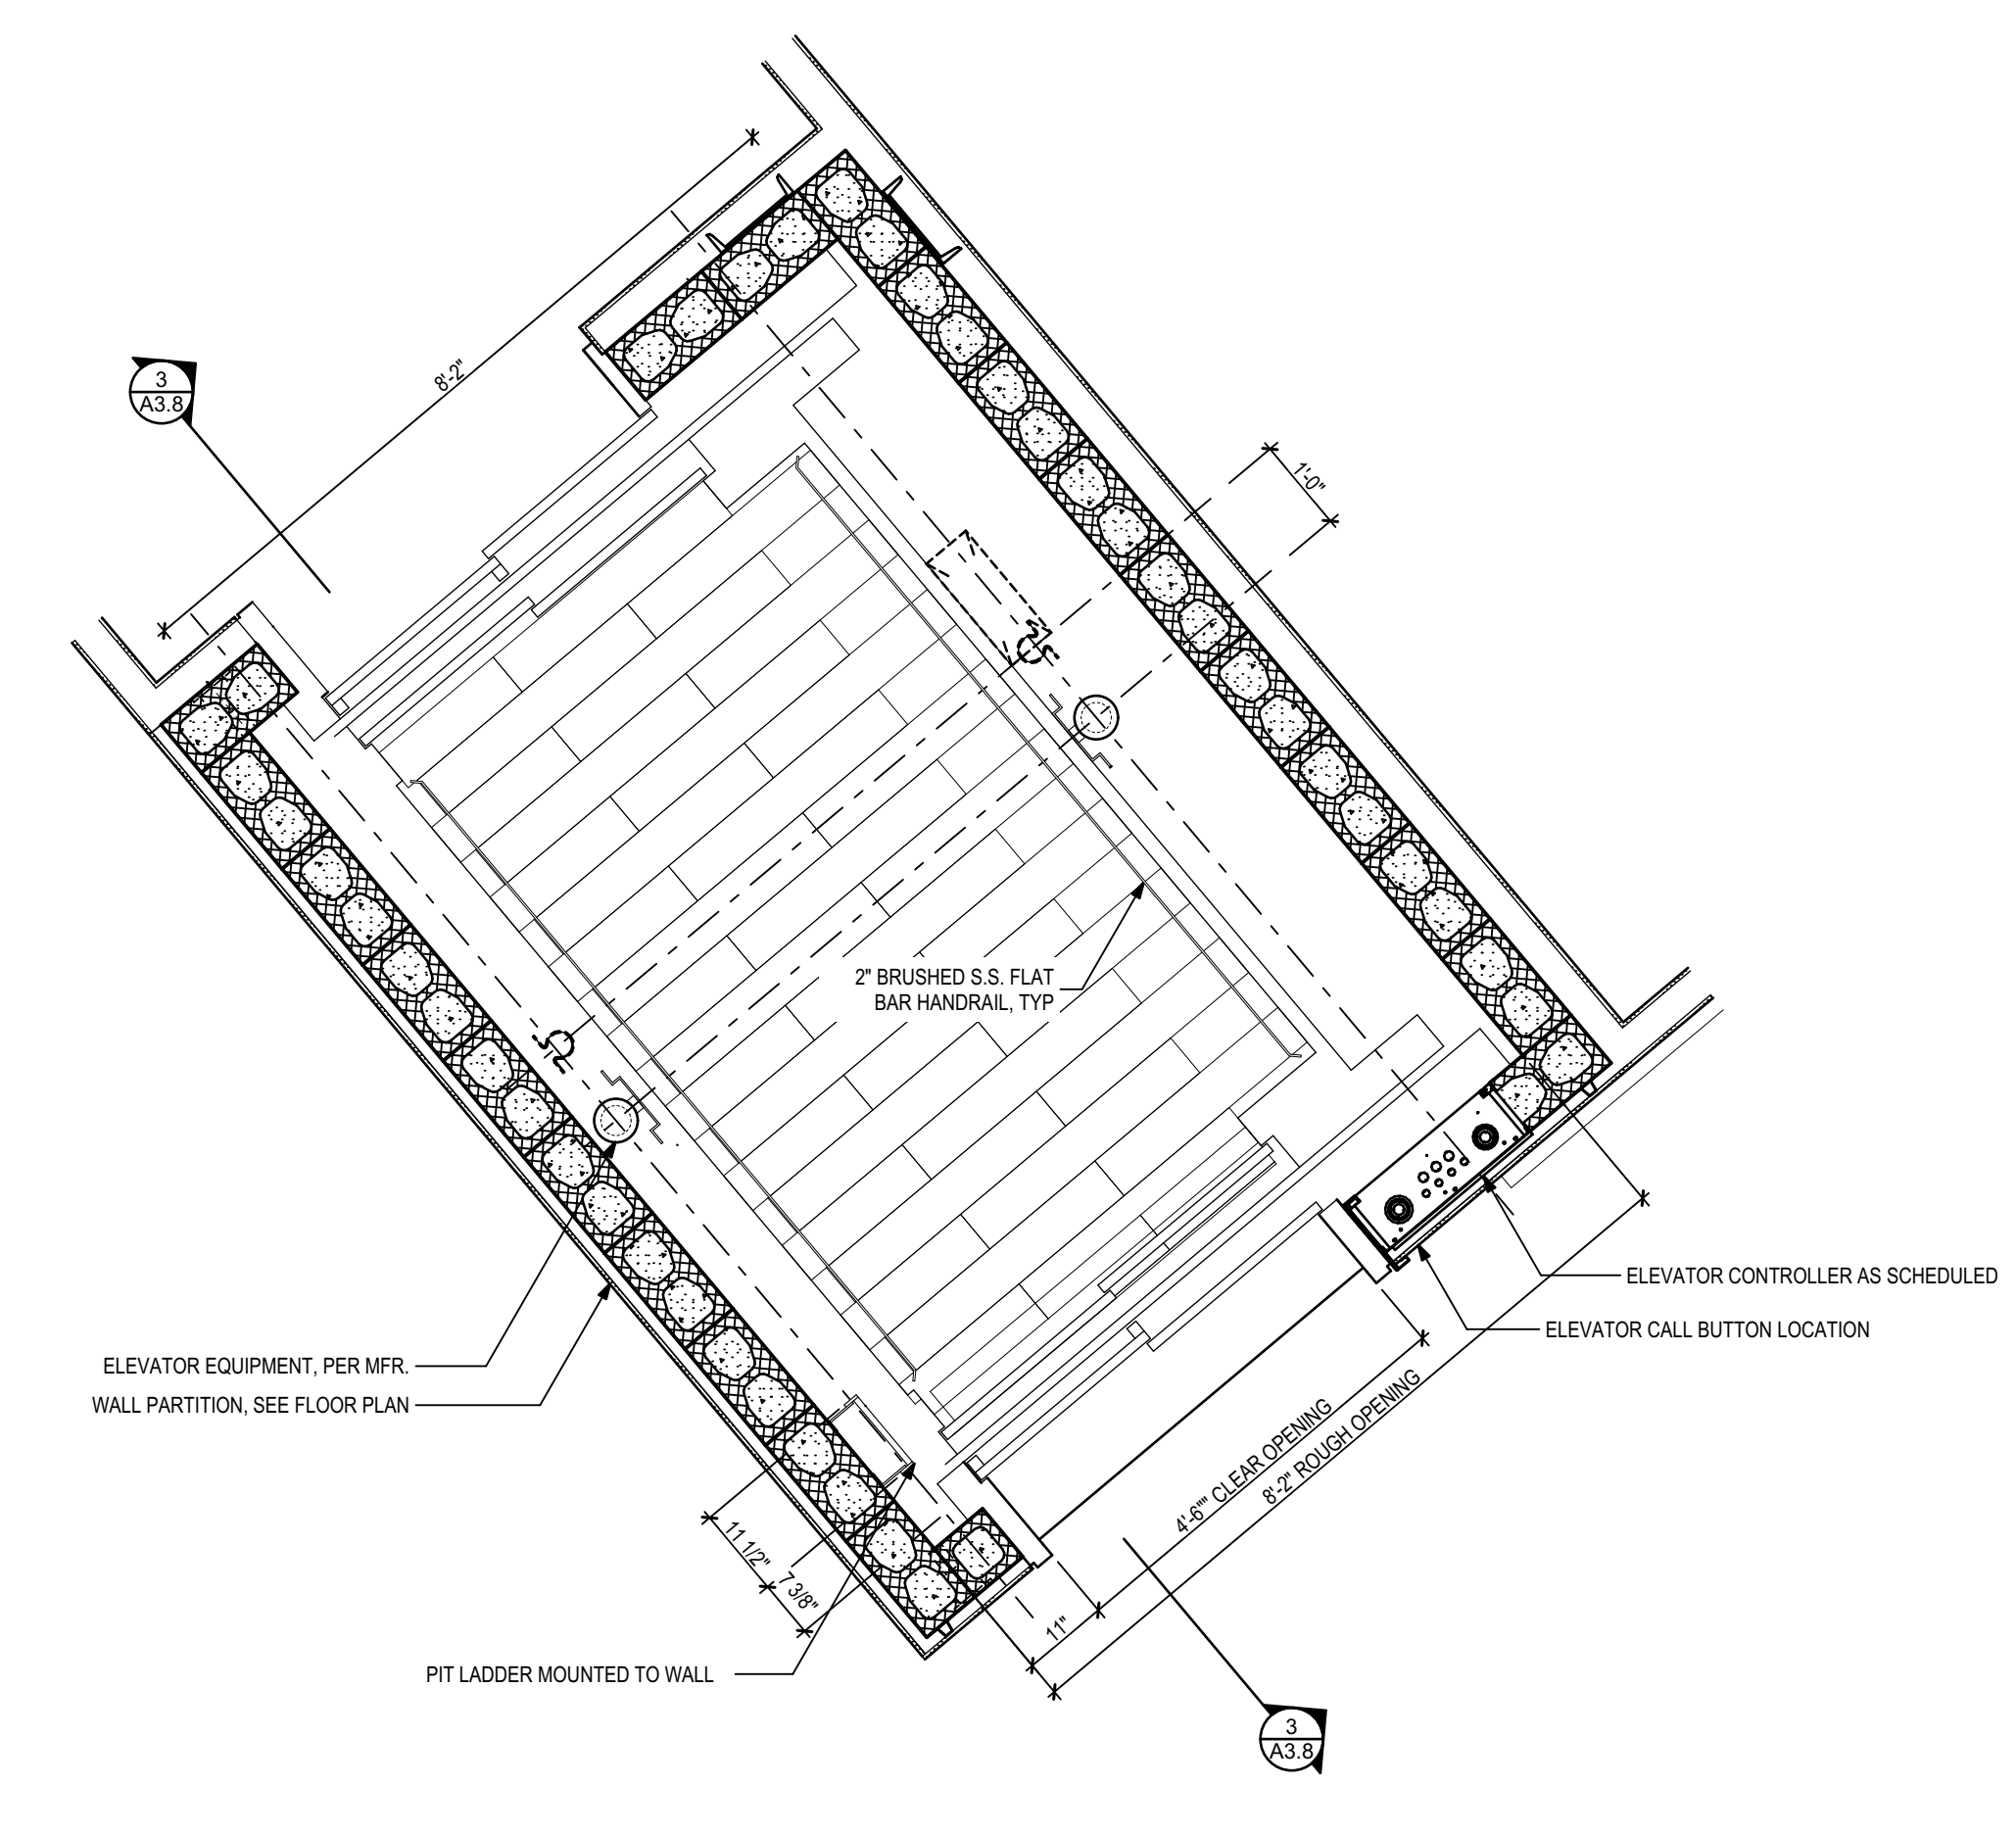 8'-2"
3
A3.8
1'-0"
2" BRUSHED S.S. FLAT
BAR HANDRAIL, TYP
ELEVATOR CONTROLLER AS SCHEDULED
ELEVATOR CALL BUTTON LOCATION
ELEVATOR EQUIPMENT, PER MFR.
WALL PARTITION, SEE FLOOR PLAN
4'-6"" CLEAR OPENING
8'-2" ROUGH OPENING
11 1/2"
7 3/8"
11"
PIT LADDER MOUNTED TO WALL
3
A3.8